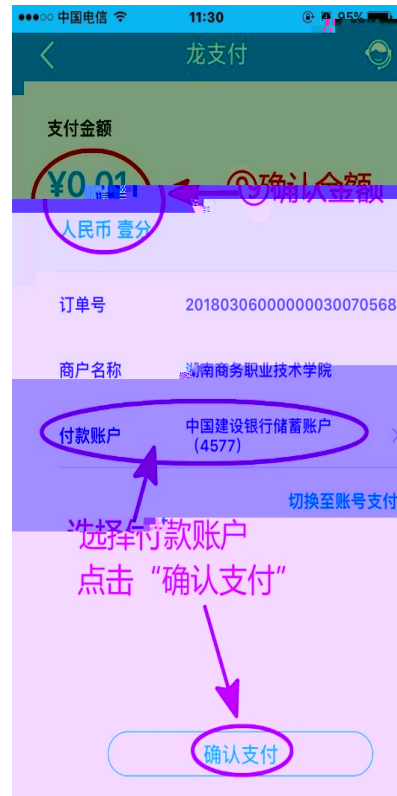 中国电信 11:30 95%
龙支付
支付金额
¥0.01
⑨确认金额
人民币 壹分
订单号 20180306000000030070568
商户名称 湖南商务职业技术学院
付款账户 中国建设银行储蓄账户
(4577)
切换至账号支付
选择付款账户
点击“确认支付”
确认支付